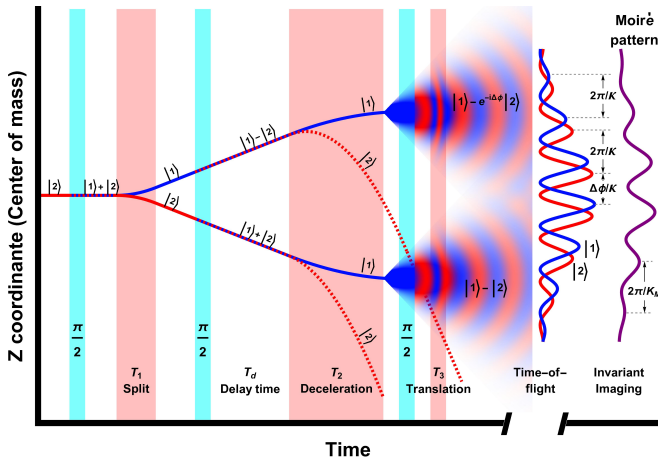 Moiré
pattern
Z coordinante (Center of mass)
|2⟩
|1⟩+|2⟩
|1⟩
|2⟩
|1⟩−|2⟩
|1⟩+|2⟩
|1⟩
|2⟩
|1⟩
|2⟩
|1⟩−e^{−iΔϕ}|2⟩
|1⟩−|2⟩
2π/K
2π/K
Δϕ/K
|1⟩
|2⟩
2π/K_M
π/2
π/2
π/2
T₁
Split
T_d
Delay time
T₂
Deceleration
T₃
Translation
Time−of−
flight
Invariant
Imaging
Time